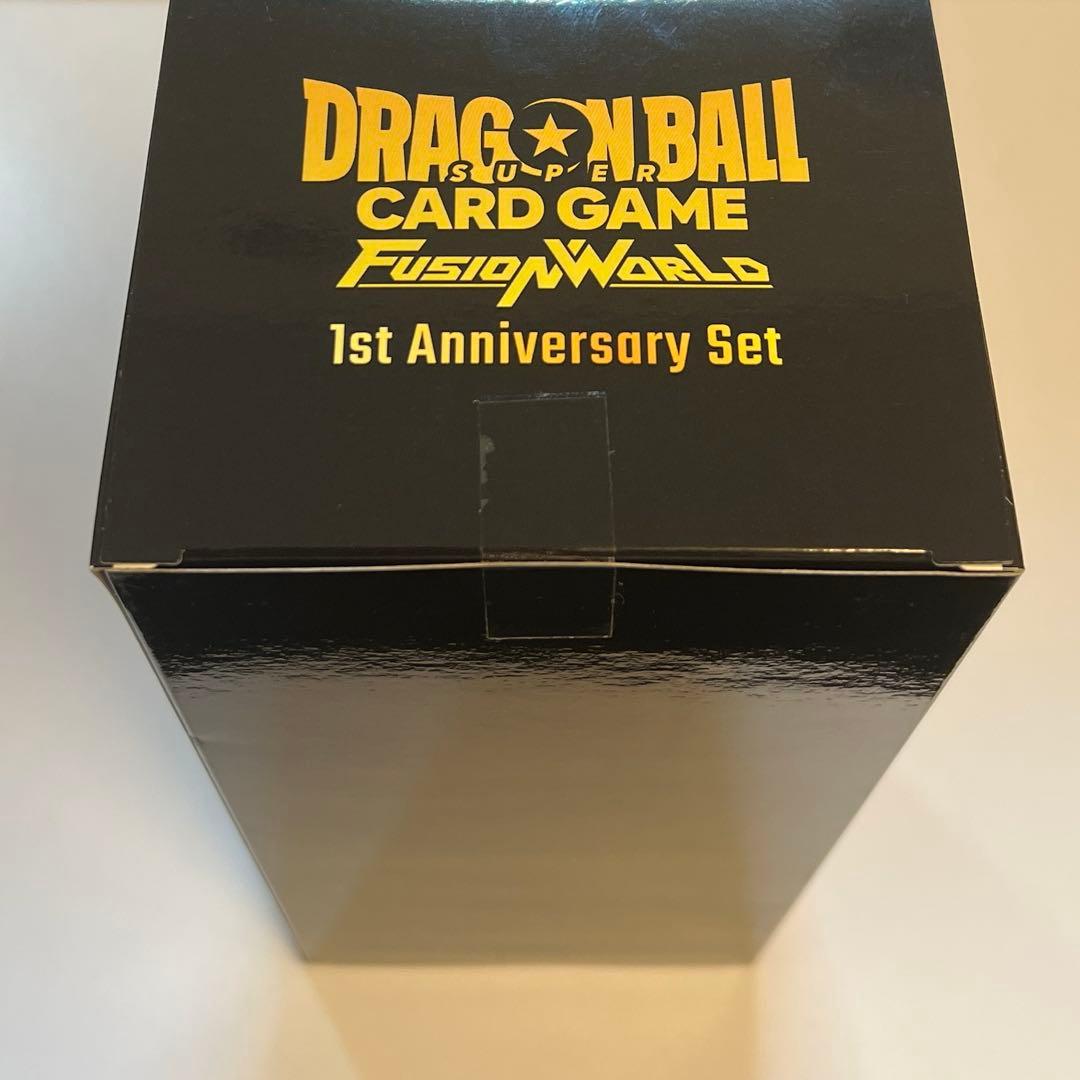 DRAGON BALL
SUPER
CARD GAME
FUSION WORLD
1st Anniversary Set